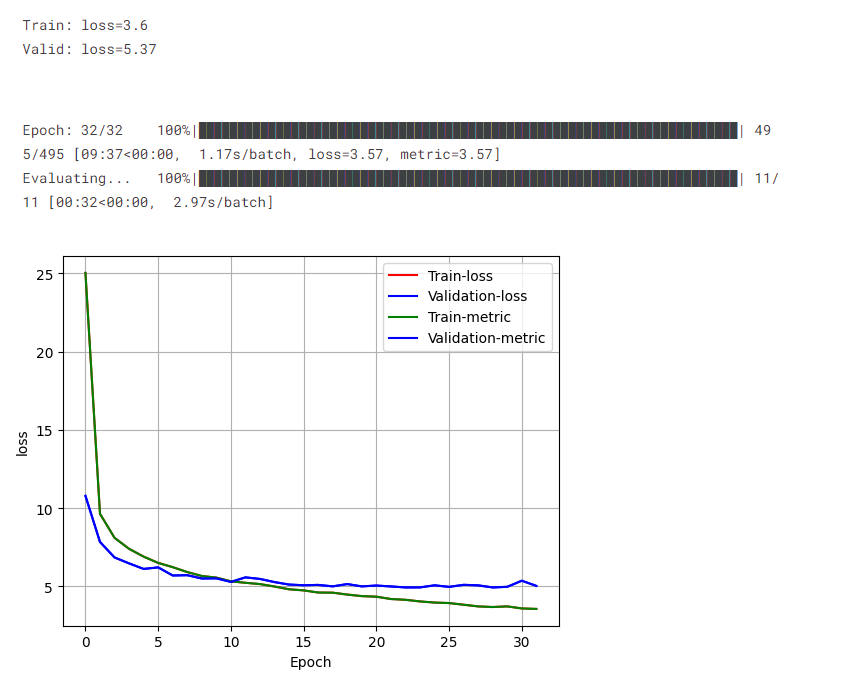 Train: loss=3.6
Valid: loss=5.37
Epoch: 32/32    100%|██████████| 49
5/495 [09:37<00:00,  1.17s/batch, loss=3.57, metric=3.57]
Evaluating...   100%|██████████| 11/
11 [00:32<00:00,  2.97s/batch]
Train-loss
Validation-loss
Train-metric
Validation-metric
25
20
15
10
5
loss
0 5 10 15 20 25 30
Epoch